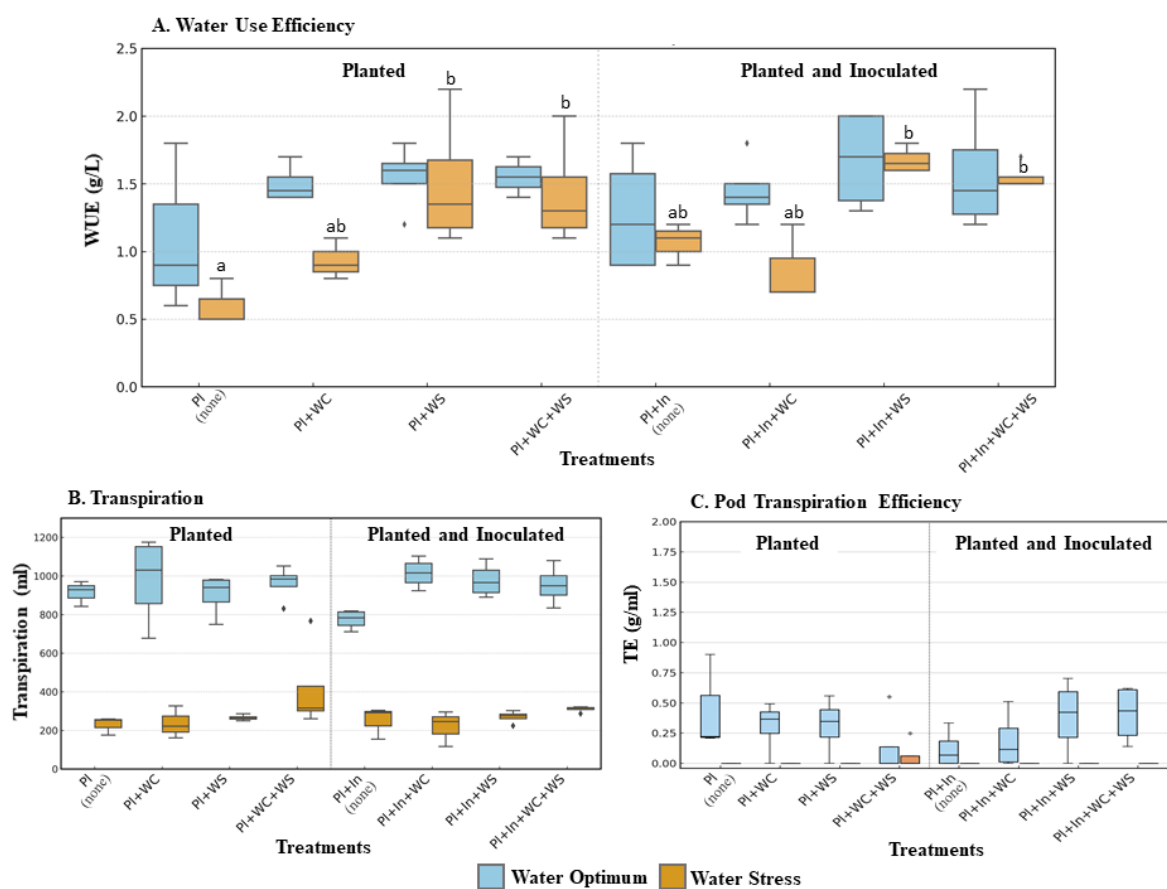 A. Water Use Efficiency
Planted
Planted and Inoculated
WUE (g/L)
2.5
2.0
1.5
1.0
0.5
0.0
a
ab
b
b
ab
ab
b
b
Pl
(none)
Pl+WC
Pl+WS
Pl+WC+WS
Pl+In
(none)
Pl+In+WC
Pl+In+WS
Pl+In+WC+WS
Treatments
B. Transpiration
Planted
Planted and Inoculated
Transpiration (ml)
1200
1000
800
600
400
200
0
Pl
(none)
Pl+WC
Pl+WS
Pl+WC+WS
Pl+In
(none)
Pl+In+WC
Pl+In+WS
Pl+In+WC+WS
Treatments
C. Pod Transpiration Efficiency
Planted
Planted and Inoculated
TE (g/ml)
2.00
1.75
1.50
1.25
1.00
0.75
0.50
0.25
0.00
Pl
(none)
Pl+WC
Pl+WS
Pl+WC+WS
Pl+In
(none)
Pl+In+WC
Pl+In+WS
Pl+In+WC+WS
Treatments
Water Optimum
Water Stress